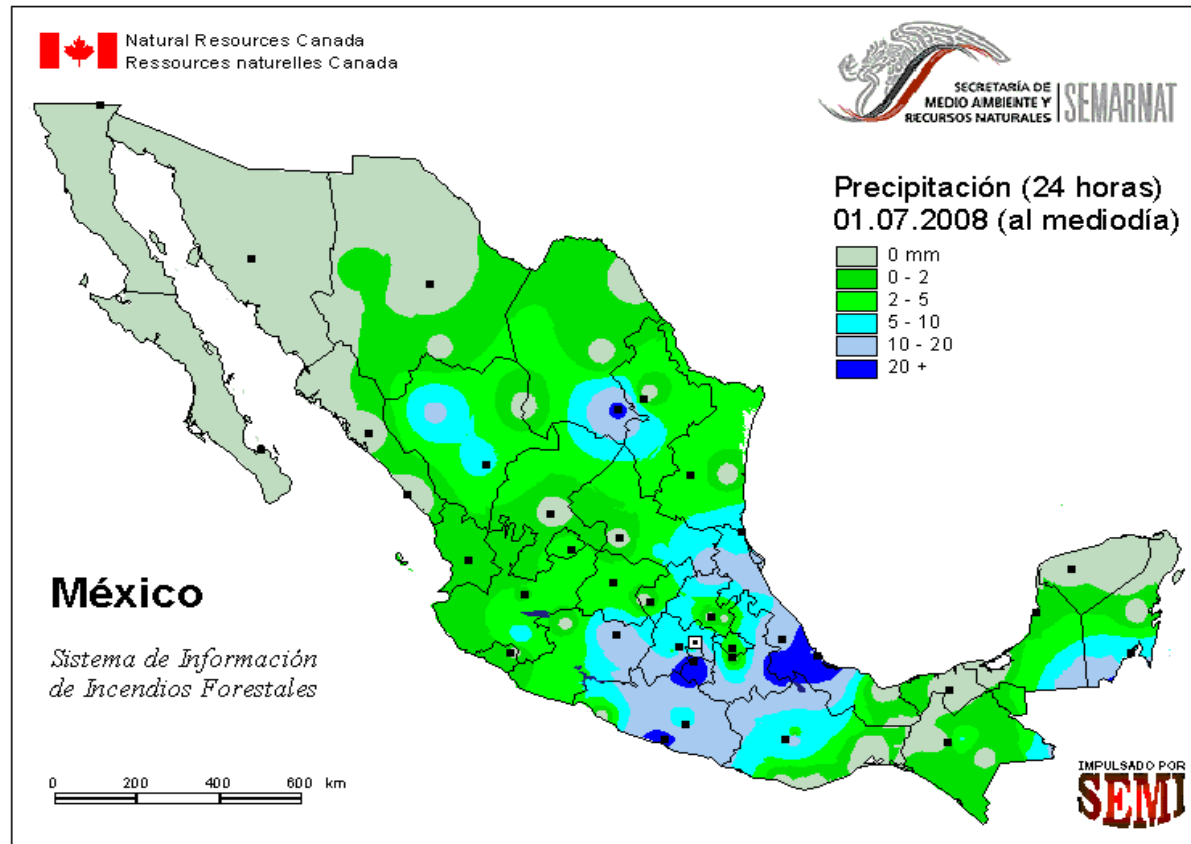 Natural Resources Canada
Ressources naturelles Canada
SECRETARÍA DE
MEDIO AMBIENTE Y
RECURSOS NATURALES
SEMARNAT
Precipitación (24 horas)
01.07.2008 (al mediodía)
0 mm
0 - 2
2 - 5
5 - 10
10 - 20
20 +
México
Sistema de Información
de Incendios Forestales
0 200 400 600 km
IMPULSADO POR
SEMI